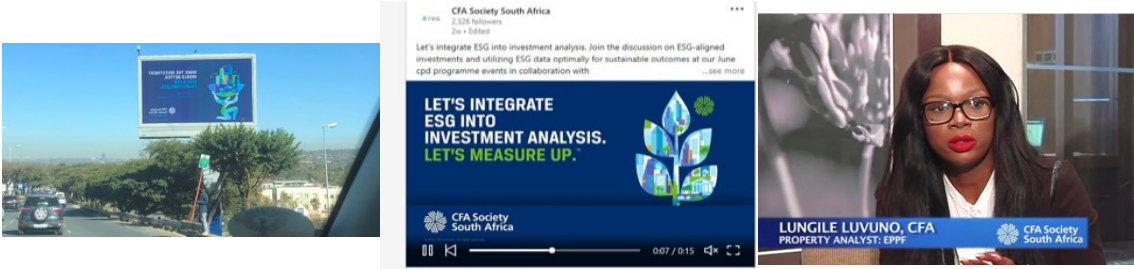 CFA Society South Africa
2,326 followers
2w • Edited
Let's integrate ESG into investment analysis. Join the discussion on ESG-aligned
investments and utilizing ESG data optimally for sustainable outcomes at our June
cpd programme events in collaboration with
...see more
LET'S INTEGRATE
ESG INTO
INVESTMENT ANALYSIS.
LET'S MEASURE UP.™
CFA Society
South Africa
0:07 / 0:15
LUNGILE LUVUNO, CFA
PROPERTY ANALYST: EPPF
CFA Society
South Africa